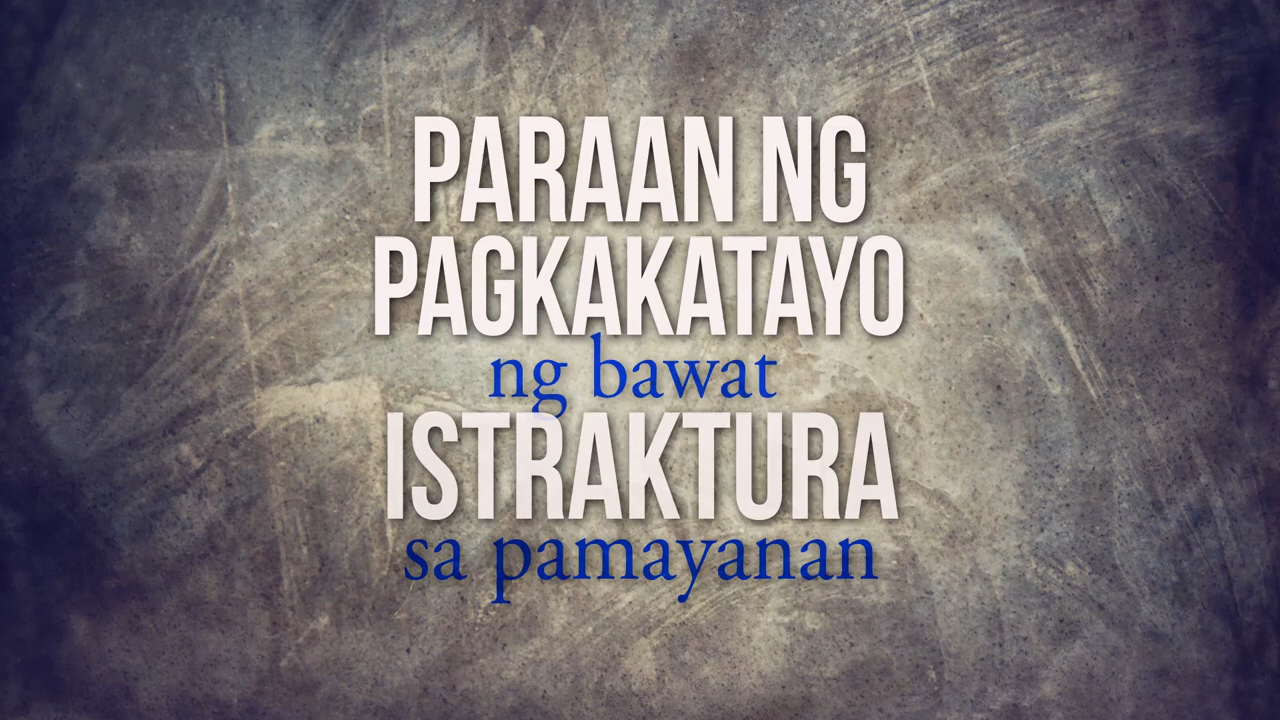 PARAAN NG
PAGKAKATAYO
ng bawat
ISTRAKTURA
sa pamayanan